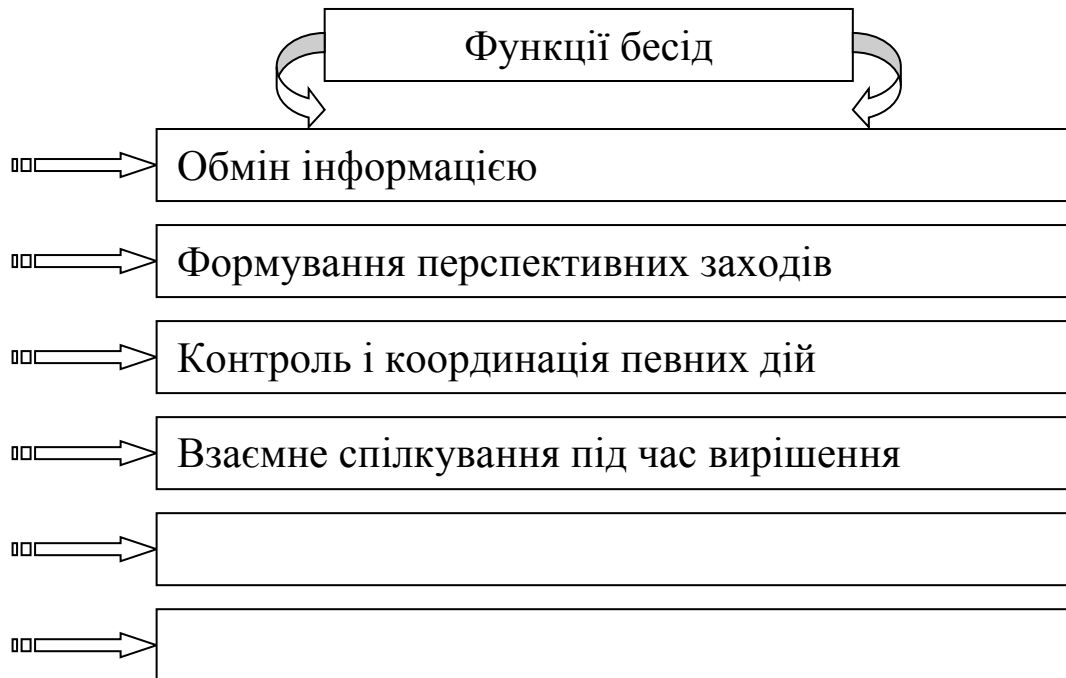 Функції бесід
Обмін інформацією
Формування перспективних заходів
Контроль і координація певних дій
Взаємне спілкування під час вирішення